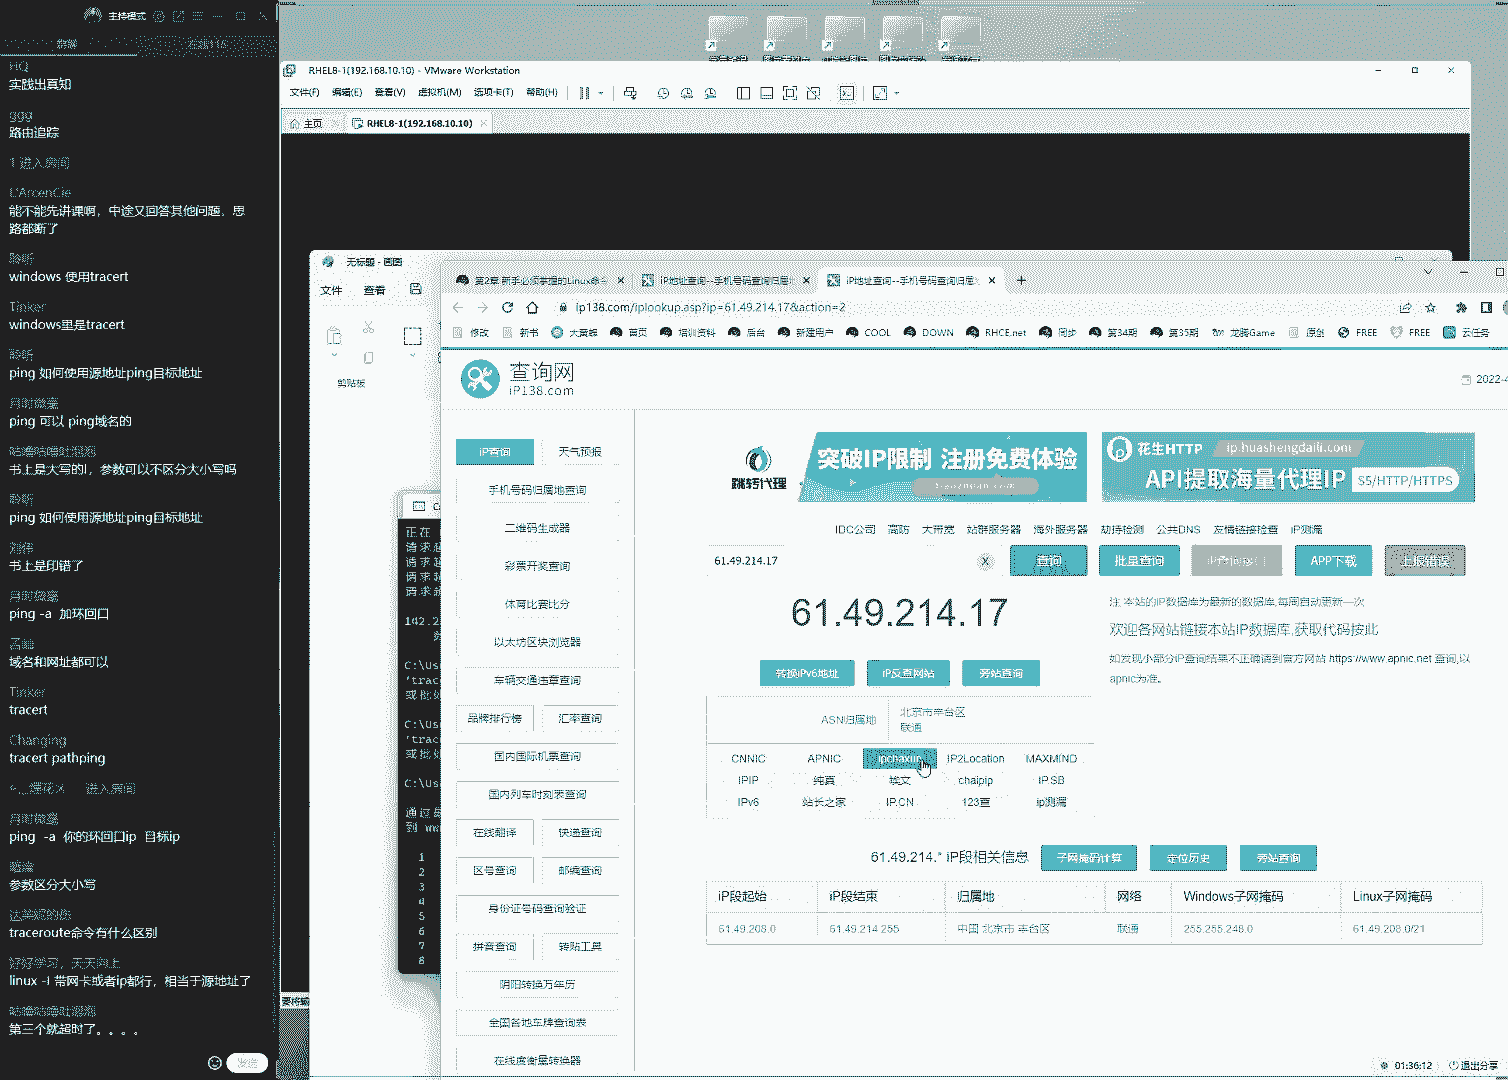 主持模式
HQ
实践出真知
ggg
路由追踪
1 进入房间
L'ArcenCie
能不能先讲课啊，中途又回答其他问题，思
路都断了
聆听
windows 使用tracert
Tinker
windows里是tracert
聆听
ping 如何使用源地址ping目标地址
ping 可以 ping域名的
咕噜咕噜吐泡泡
书上是大写的I，参数可以不区分大小写吗
聆听
ping 如何使用源地址ping目标地址
刘伟
书上是印错了
ping -a 加环回口
域名和网址都可以
Tinker
tracert
Changing
tracert pathping
进入房间
ping -a 你的环回口ip 目标ip
参数区分大小写
traceroute命令有什么区别
好好学习，天天向上
linux -I 带网卡或者ip都行，相当于源地址了
咕噜咕噜吐泡泡
第三个就超时了。。。。
发送
RHEL8-1(192.168.10.10) - VMware Workstation
文件(F) 编辑(E) 查看(V) 虚拟机(M) 选项卡(T) 帮助(H)
主页 RHEL8-1(192.168.10.10)
无标题 - 画图
文件 查看
剪贴板
第2章 新手必须掌握的Linux命令
iP地址查询--手机号码查询归属
iP地址查询--手机号码查询归属
ip138.com/iplookup.asp?ip=61.49.214.17&action=2
修改 新书 大黄蜂 首页 培训资料 后台 新建用户 COOL DOWN RHCE.net 同步 第34期 第35期 龙腾Game 原创 FREE FREE 云任务
查询网
iP138.com
2022-4
iP查询 天气预报
手机号码归属地查询
二维码生成器
彩票开奖查询
体育比赛比分
以太坊区块浏览器
车辆交通违章查询
品牌排行榜 汇率查询
国内国际机票查询
国内列车时刻表查询
在线翻译 快递查询
区号查询 邮编查询
身份证号码查询验证
拼音查询 转贴工具
阴阳转换万年历
全国各地车牌查询表
在线度衡量转换器
跳转代理
突破IP限制 注册免费体验
花生HTTP ip.huashengdaili.com
API提取海量代理IP S5/HTTP/HTTPS
IDC公司 高防 大带宽 站群服务器 海外服务器 劫持检测 公共DNS 友情链接检查 iP测漏
61.49.214.17 X 查询 批量查询 APP下载 上报错误
61.49.214.17
转换iPv6地址 iP反查网站 旁站查询
注 本站的iP数据库为最新的数据库,每周自动更新一次
欢迎各网站链接本站IP数据库,获取代码按此
如发现小部分iP查询结果不正确请到官方网站 https://www.apnic.net 查询,以
apnic为准。
ASN归属地 北京市丰台区
联通
CNNIC APNIC ipchaxun IP2Location MAXMIND
IPIP 纯真 埃文 chaipip IP.SB
IPv6 站长之家 IP.CN 123查 ip测漏
61.49.214.* iP段相关信息 子网掩码计算 定位历史 旁站查询
iP段起始 iP段结束 归属地 网络 Windows子网掩码 Linux子网掩码
61.49.208.0 61.49.214.255 中国 北京市 丰台区 联通 255.255.248.0 61.49.208.0/21
正在
142.2
C:\Us
'trac
或批处
C:\Us
'trac
或批处
C:\Us
通过最
1
2
3
4
5
6
7
8
01:36:12 退出分享